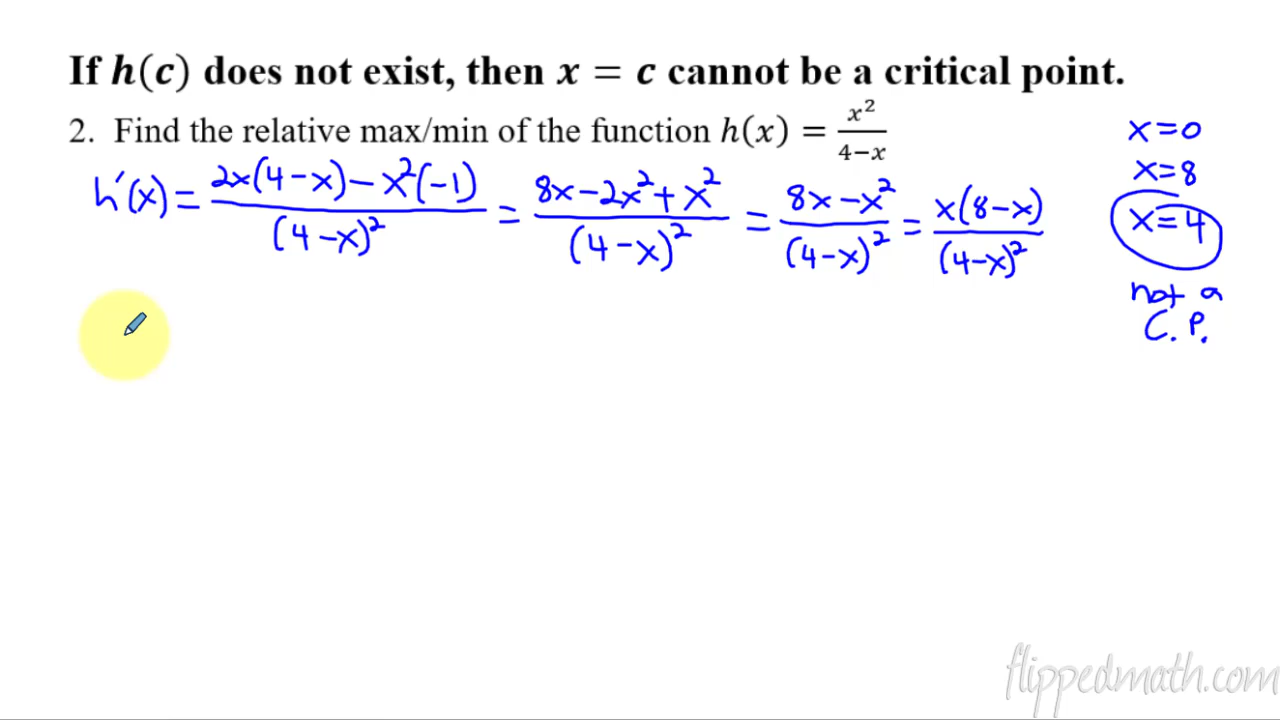 If h(c) does not exist, then x = c cannot be a critical point.
2. Find the relative max/min of the function h(x) = x²/(4−x)
h′(x) = (2x(4−x) − x²(−1))/(4−x)² = (8x − 2x² + x²)/(4−x)² = (8x − x²)/(4−x)² = x(8−x)/(4−x)²
x=0
x=8
x=4
not a
C.P.
flippedmath.com